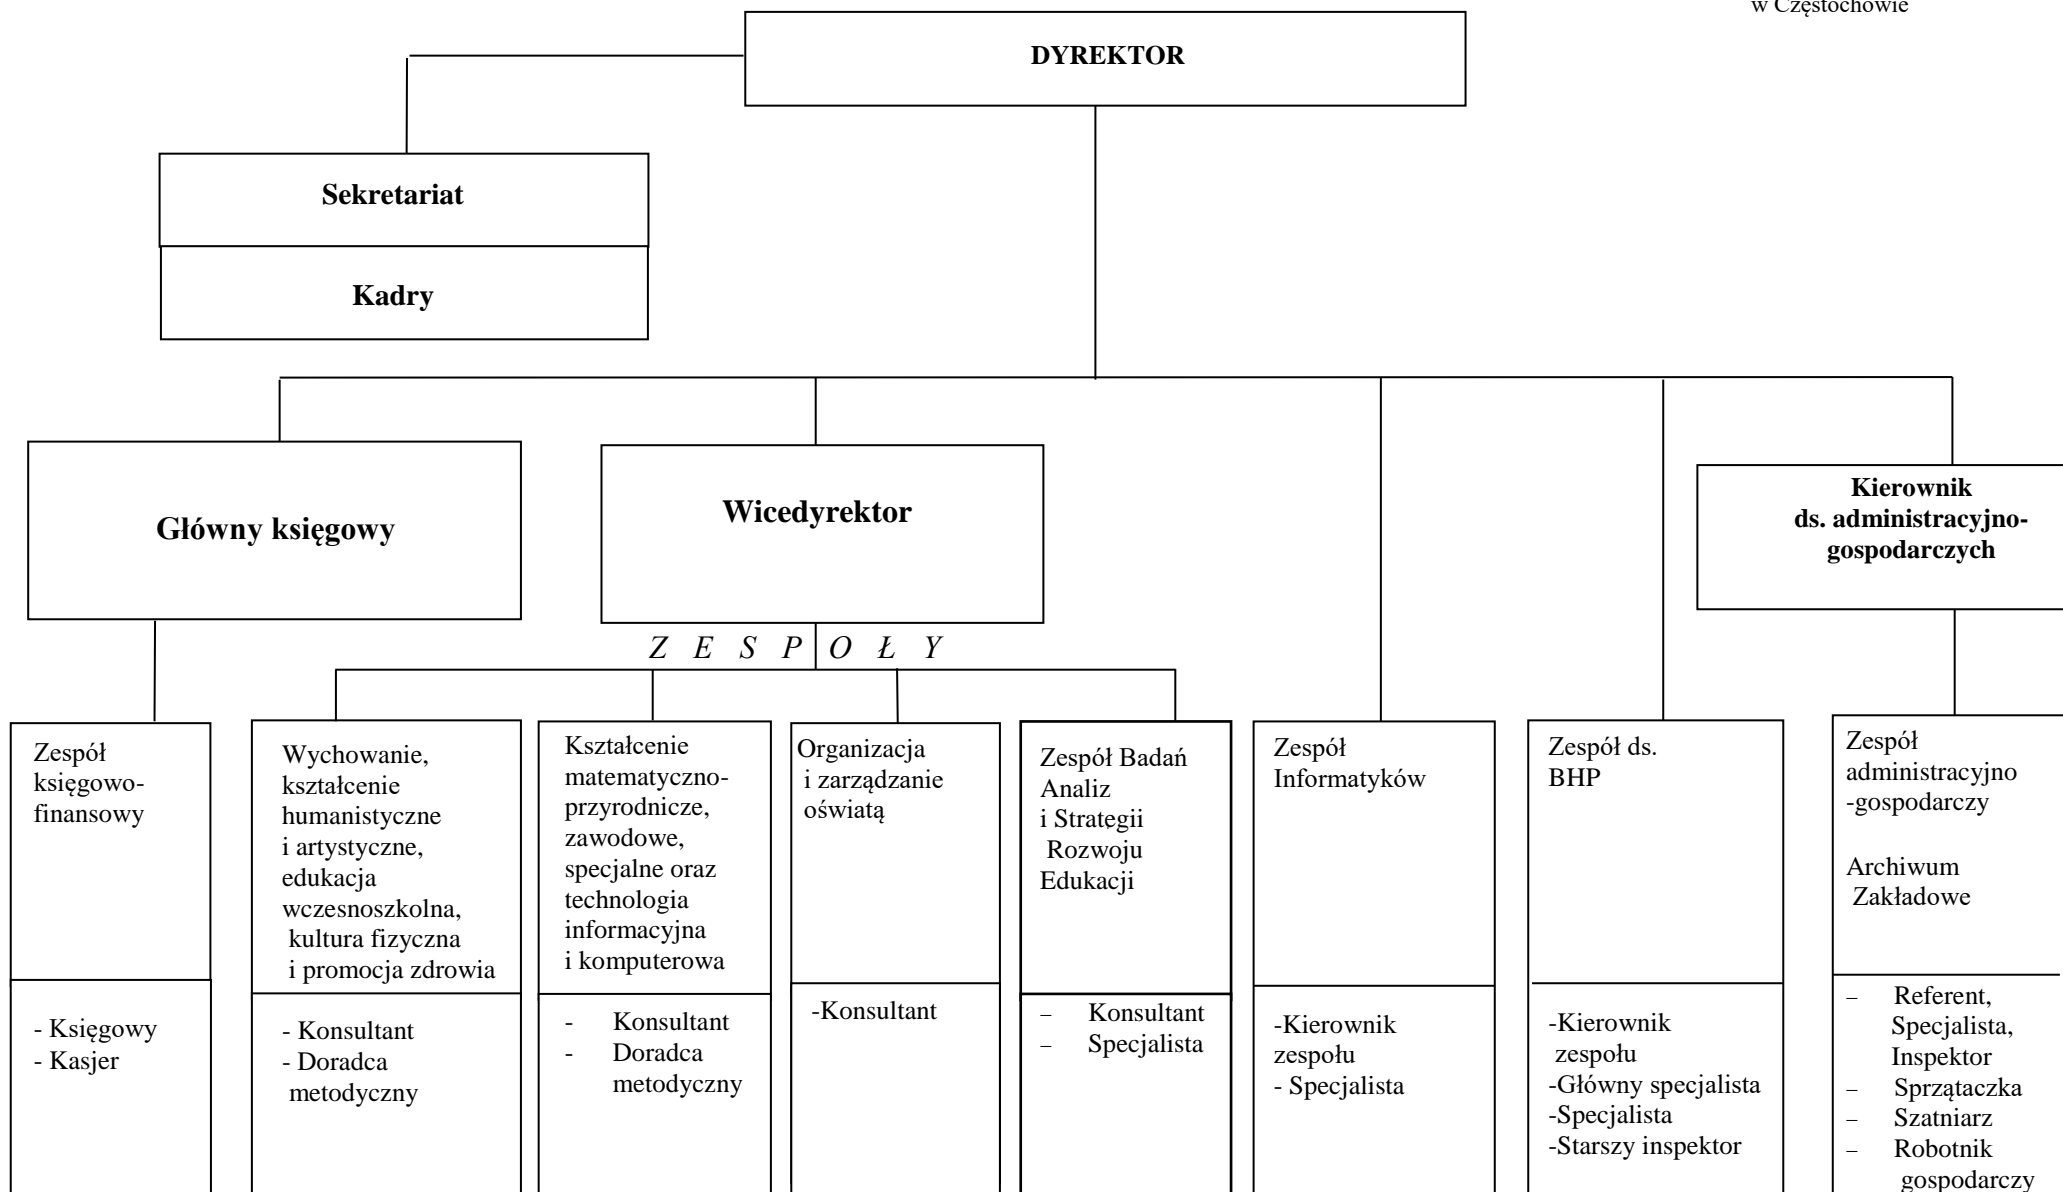 w Częstochowie
DYREKTOR
Sekretariat
Kadry
Główny księgowy
Wicedyrektor
Kierownik
ds. administracyjno-
gospodarczych
Z E S P O Ł Y
Zespół
księgowo-
finansowy
- Księgowy
- Kasjer
Wychowanie,
kształcenie
humanistyczne
i artystyczne,
edukacja
wczesnoszkolna,
kultura fizyczna
i promocja zdrowia
- Konsultant
- Doradca
metodyczny
Kształcenie
matematyczno-
przyrodnicze,
zawodowe,
specjalne oraz
technologia
informacyjna
i komputerowa
- Konsultant
- Doradca
metodyczny
Organizacja
i zarządzanie
oświatą
-Konsultant
Zespół Badań
Analiz
i Strategii
Rozwoju
Edukacji
– Konsultant
– Specjalista
Zespół
Informatyków
-Kierownik
zespołu
- Specjalista
Zespół ds.
BHP
-Kierownik
zespołu
-Główny specjalista
-Specjalista
-Starszy inspektor
Zespół
administracyjno
-gospodarczy
Archiwum
Zakładowe
– Referent,
Specjalista,
Inspektor
– Sprzątaczka
– Szatniarz
– Robotnik
gospodarczy